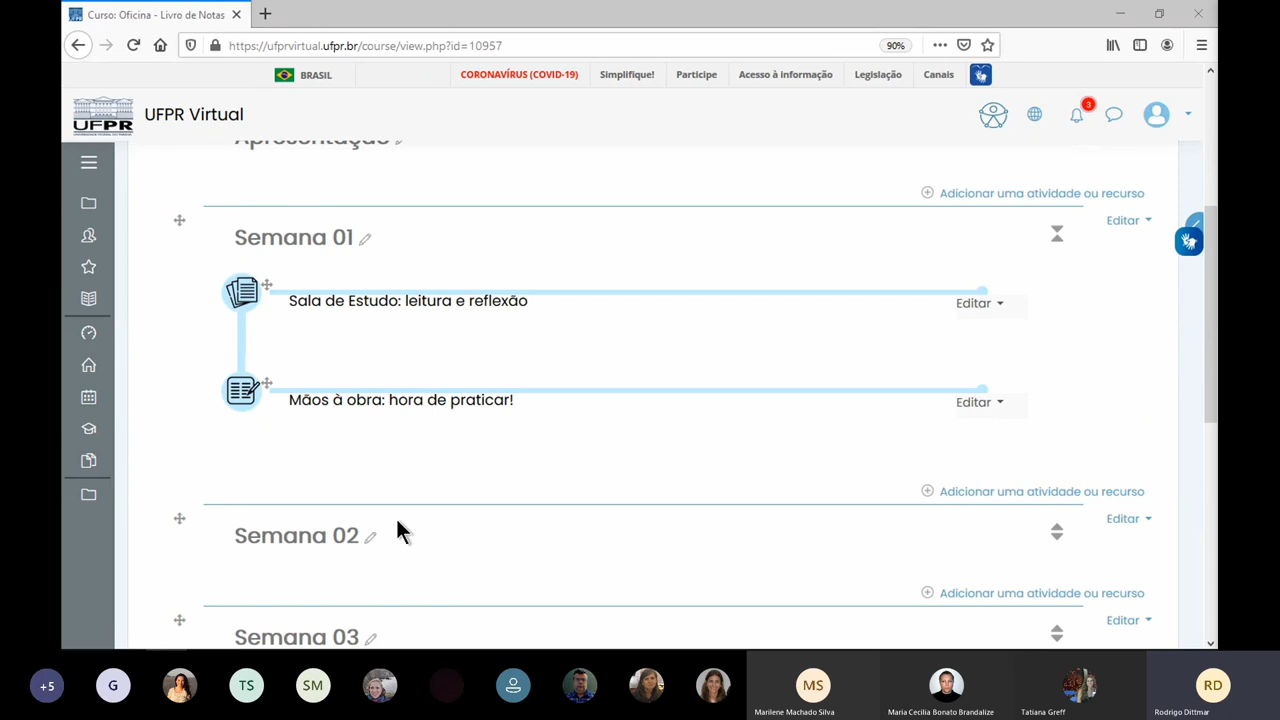 Curso: Oficina - Livro de Notas
https://ufprvirtual.ufpr.br/course/view.php?id=10957
90%
BRASIL
CORONAVÍRUS (COVID-19)
Simplifique!
Participe
Acesso à informação
Legislação
Canais
UFPR
UFPR Virtual
3
Apresentação
Adicionar uma atividade ou recurso
Editar
Semana 01
Sala de Estudo: leitura e reflexão
Editar
Mãos à obra: hora de praticar!
Editar
Adicionar uma atividade ou recurso
Editar
Semana 02
Adicionar uma atividade ou recurso
Editar
Semana 03
+5
G
TS
SM
MS
RD
Marilene Machado Silva
Maria Cecilia Bonato Brandalize
Tatiana Greff
Rodrigo Dittmar